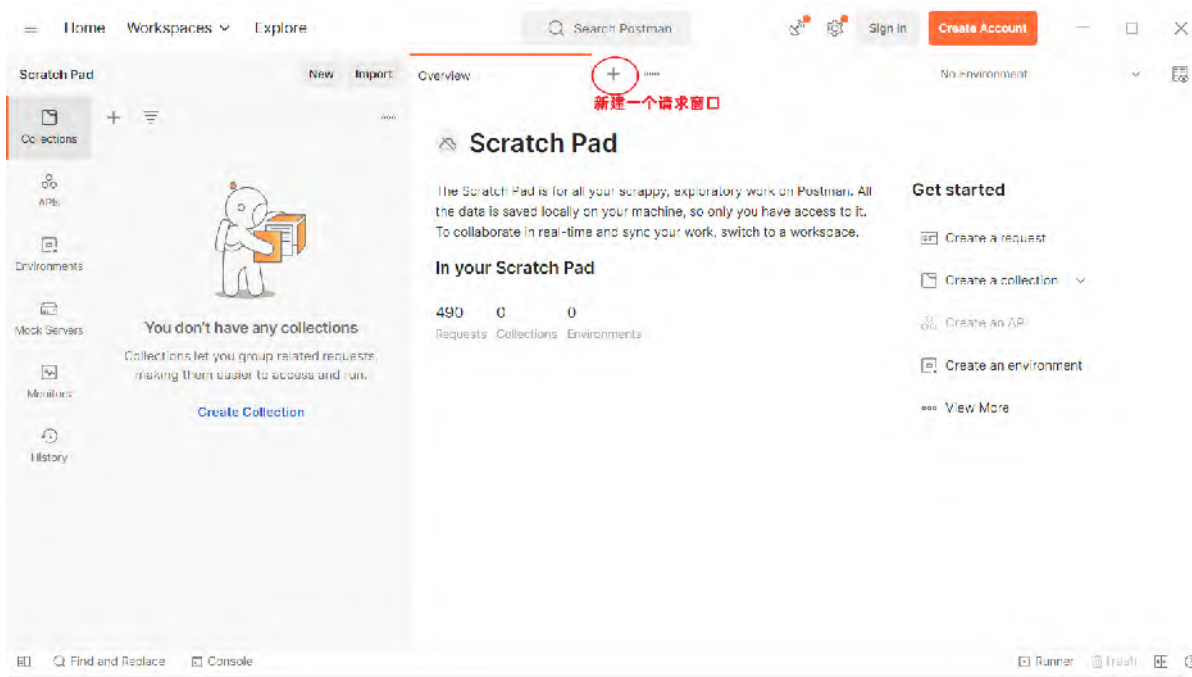 Home Workspaces Explore
Search Postman
Sign In
Create Account
Scratch Pad
New Import
Overview
No Environment
新建一个请求窗口
Collections
APIs
Environments
Mock Servers
Monitors
History
You don't have any collections
Collections let you group related requests,
making them easier to access and run.
Create Collection
Scratch Pad
The Scratch Pad is for all your scrappy, exploratory work on Postman. All
the data is saved locally on your machine, so only you have access to it.
To collaborate in real-time and sync your work, switch to a workspace.
In your Scratch Pad
490 0 0
Requests Collections Environments
Get started
GET Create a request
Create a collection
Create an API
Create an environment
View More
Find and Replace Console
Runner Trash